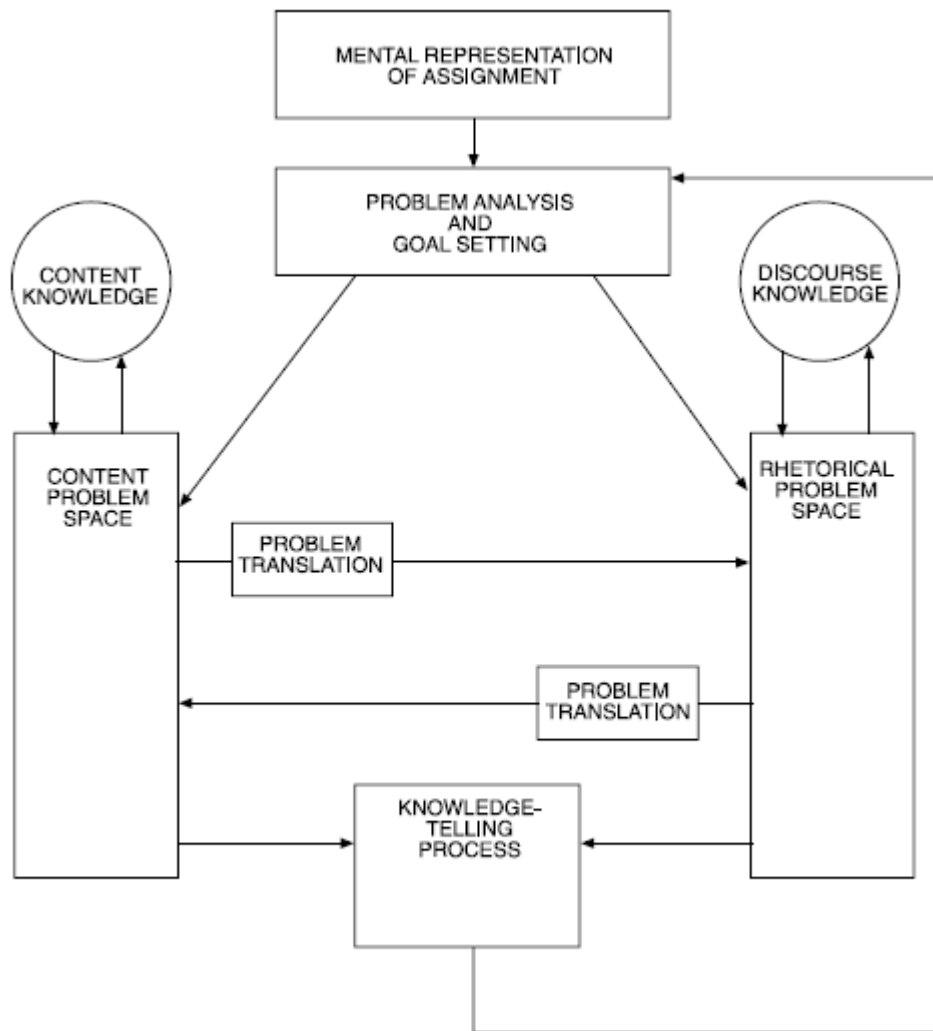 MENTAL REPRESENTATION
OF ASSIGNMENT
PROBLEM ANALYSIS
AND
GOAL SETTING
CONTENT
KNOWLEDGE
DISCOURSE
KNOWLEDGE
CONTENT
PROBLEM
SPACE
RHETORICAL
PROBLEM
SPACE
PROBLEM
TRANSLATION
PROBLEM
TRANSLATION
KNOWLEDGE-
TELLING
PROCESS